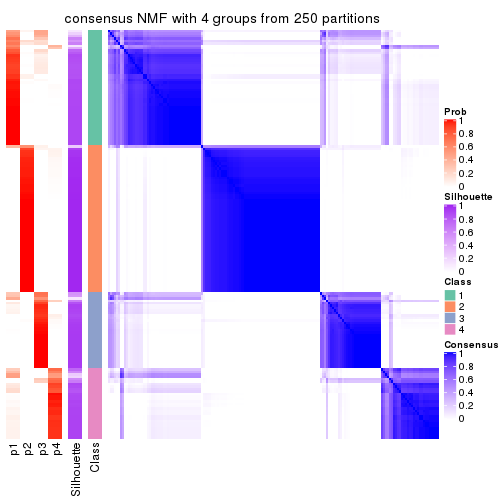 consensus NMF with 4 groups from 250 partitions
Prob
1
0.8
0.6
0.4
0.2
0
Silhouette
1
0.8
0.6
0.4
0.2
0
Class
1
2
3
4
Consensus
1
0.8
0.6
0.4
0.2
0
p1
p2
p3
p4
Silhouette
Class